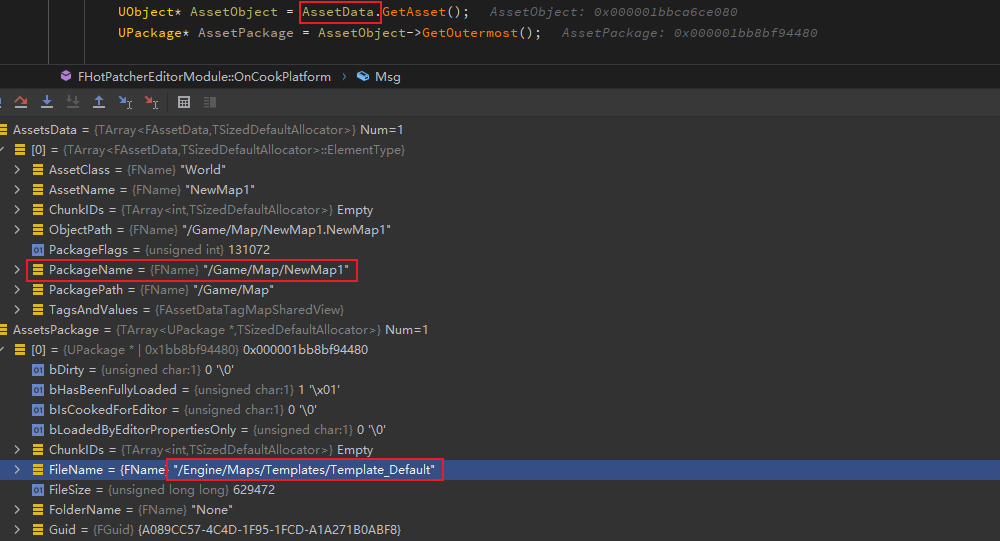 UObject* AssetObject = AssetData.GetAsset(); AssetObject: 0x000001bbca6ce080
UPackage* AssetPackage = AssetObject->GetOutermost(); AssetPackage: 0x000001bb8bf94480
FHotPatcherEditorModule::OnCookPlatform › Msg
AssetsData = {TArray<FAssetData,TSizedDefaultAllocator>} Num=1
[0] = {TArray<FAssetData,TSizedDefaultAllocator>::ElementType}
AssetClass = {FName} "World"
AssetName = {FName} "NewMap1"
ChunkIDs = {TArray<int,TSizedDefaultAllocator>} Empty
ObjectPath = {FName} "/Game/Map/NewMap1.NewMap1"
PackageFlags = {unsigned int} 131072
PackageName = {FName} "/Game/Map/NewMap1"
PackagePath = {FName} "/Game/Map"
TagsAndValues = {FAssetDataTagMapSharedView}
AssetsPackage = {TArray<UPackage *,TSizedDefaultAllocator>} Num=1
[0] = {UPackage * | 0x1bb8bf94480} 0x000001bb8bf94480
bDirty = {unsigned char:1} 0 '\0'
bHasBeenFullyLoaded = {unsigned char:1} 1 '\x01'
bIsCookedForEditor = {unsigned char:1} 0 '\0'
bLoadedByEditorPropertiesOnly = {unsigned char:1} 0 '\0'
ChunkIDs = {TArray<int,TSizedDefaultAllocator>} Empty
FileName = {FName} "/Engine/Maps/Templates/Template_Default"
FileSize = {unsigned long long} 629472
FolderName = {FName} "None"
Guid = {FGuid} {A089CC57-4C4D-1F95-1FCD-A1A271B0ABF8}